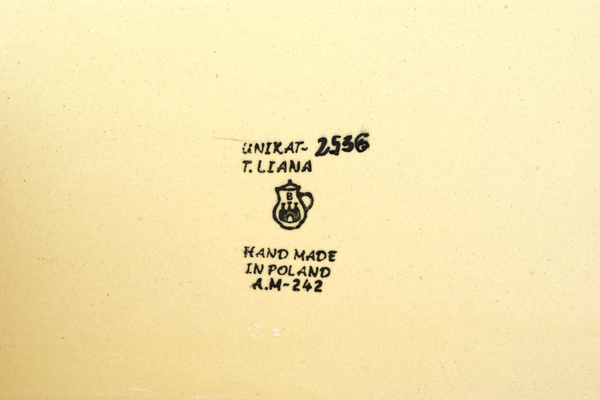 UNIKAT- 2536
T. LIANA
B
HAND MADE
IN POLAND
A.M-242